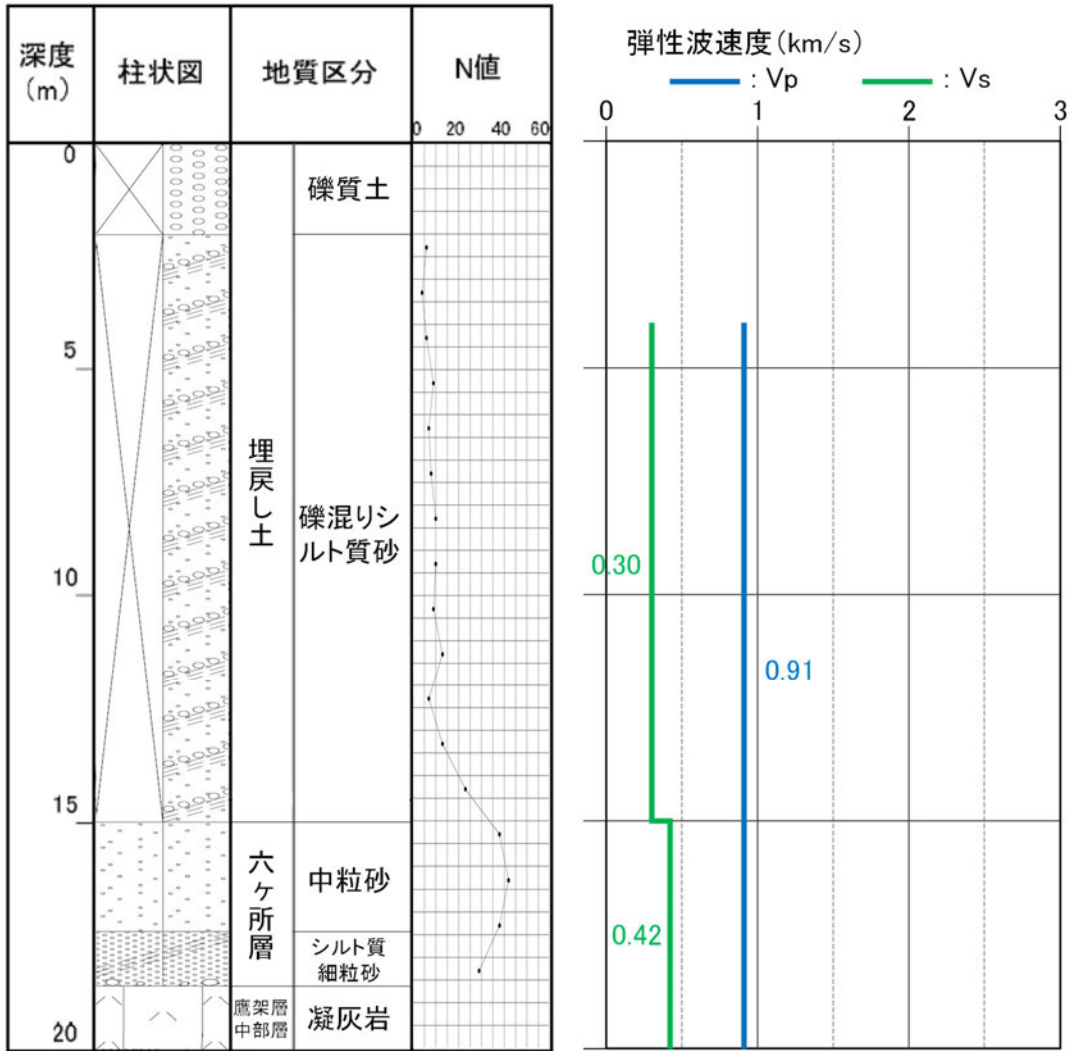 深度
(m)
柱状図
地質区分
N値
0 20 40 60
弾性波速度(km/s)
: Vp
: Vs
0 1 2 3
0
5
10
15
20
埋戻し土
礫質土
礫混りシ
ルト質砂
六ヶ所層
中粒砂
シルト質
細粒砂
鷹架層
中部層
凝灰岩
0.30
0.91
0.42